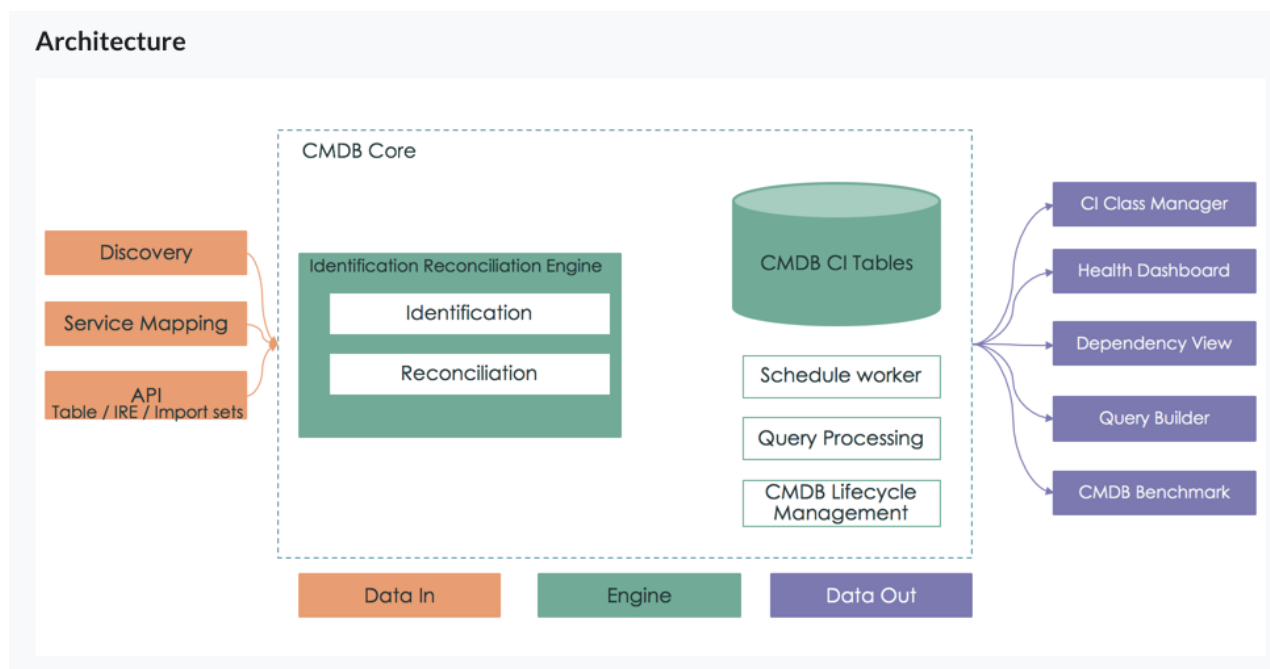 Architecture
CMDB Core
Discovery
Service Mapping
API
Table / IRE / Import sets
Identification Reconciliation Engine
Identification
Reconciliation
CMDB CI Tables
Schedule worker
Query Processing
CMDB Lifecycle
Management
CI Class Manager
Health Dashboard
Dependency View
Query Builder
CMDB Benchmark
Data In
Engine
Data Out